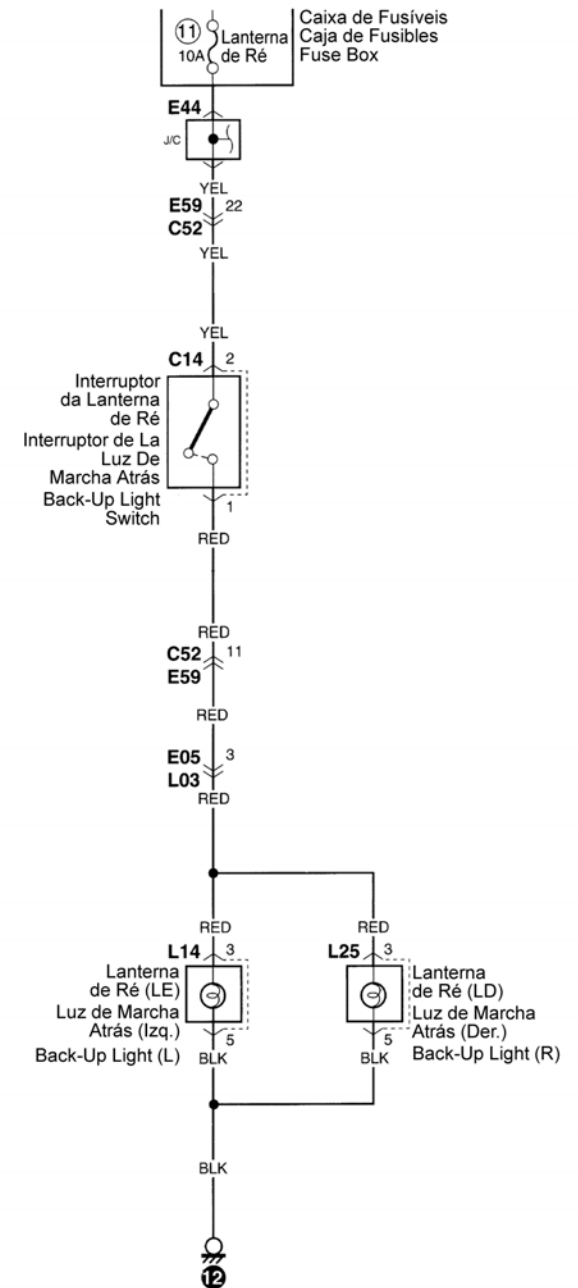 11
10A
Lanterna
de Ré
Caixa de Fusíveis
Caja de Fusibles
Fuse Box
E44
J/C
YEL
E59 22
C52
YEL
YEL
C14 2
Interruptor
da Lanterna
de Ré
Interruptor de La
Luz De
Marcha Atrás
Back-Up Light
Switch
1
RED
RED
C52 11
E59
RED
E05 3
L03
RED
RED
L14 3
Lanterna
de Ré (LE)
Luz de Marcha
Atrás (Izq.)
Back-Up Light (L)
5
BLK
RED
L25 3
Lanterna
de Ré (LD)
Luz de Marcha
Atrás (Der.)
Back-Up Light (R)
5
BLK
BLK
12